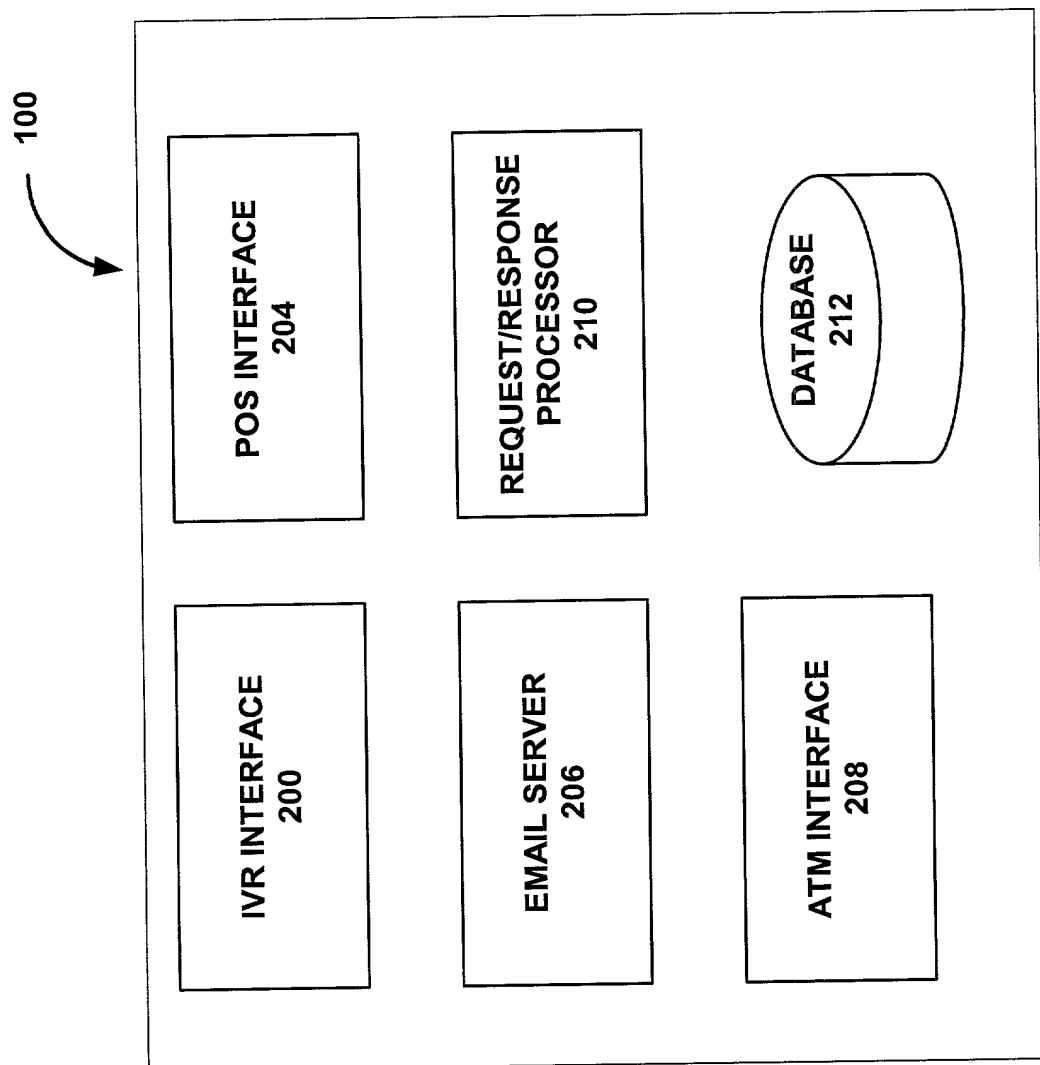 100
IVR INTERFACE
200
POS INTERFACE
204
EMAIL SERVER
206
REQUEST/RESPONSE
PROCESSOR
210
ATM INTERFACE
208
DATABASE
212